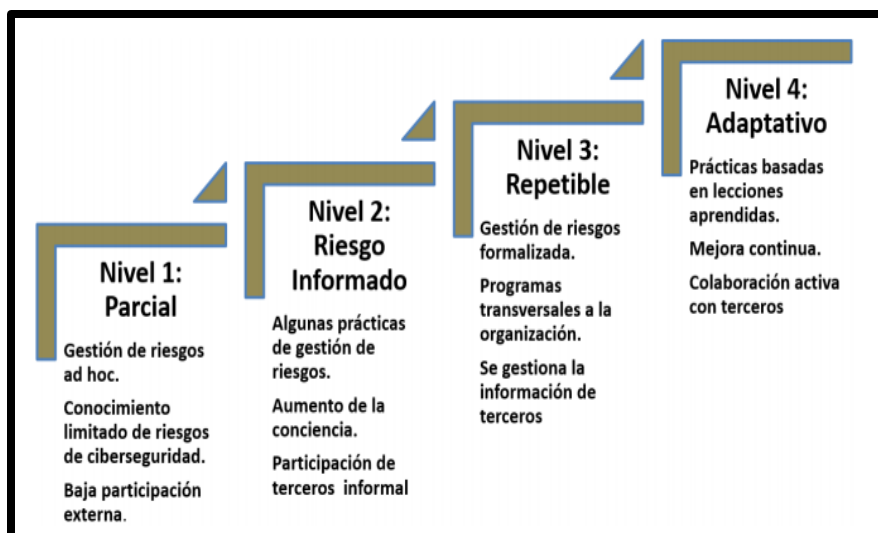 Nivel 1:
Parcial
Gestión de riesgos
ad hoc.
Conocimiento
limitado de riesgos
de ciberseguridad.
Baja participación
externa.
Nivel 2:
Riesgo
Informado
Algunas prácticas
de gestión de
riesgos.
Aumento de la
conciencia.
Participación de
terceros informal
Nivel 3:
Repetible
Gestión de riesgos
formalizada.
Programas
transversales a la
organización.
Se gestiona la
información de
terceros
Nivel 4:
Adaptativo
Prácticas basadas
en lecciones
aprendidas.
Mejora continua.
Colaboración activa
con terceros